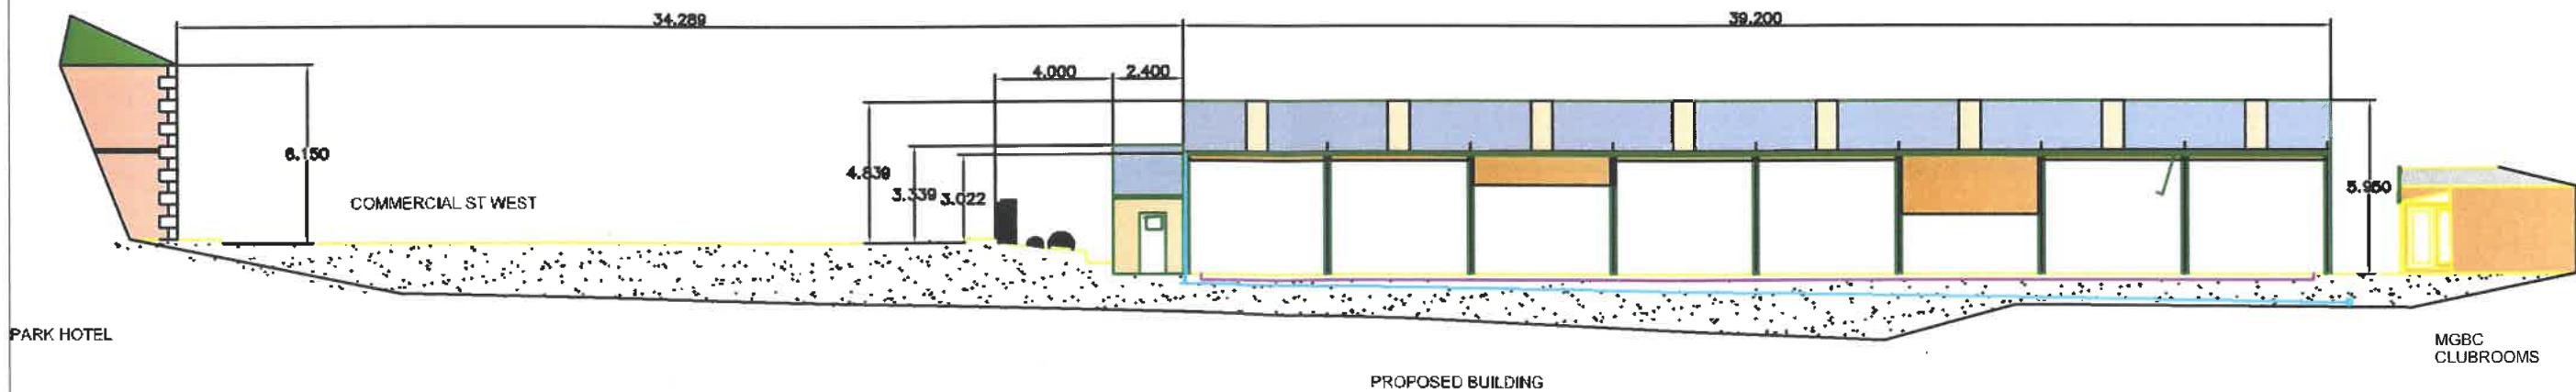 34.289
39.200
4.000
2.400
6.150
4.839
3.339
3.022
5.950
COMMERCIAL ST WEST
PARK HOTEL
MGBC
CLUBROOMS
PROPOSED BUILDING